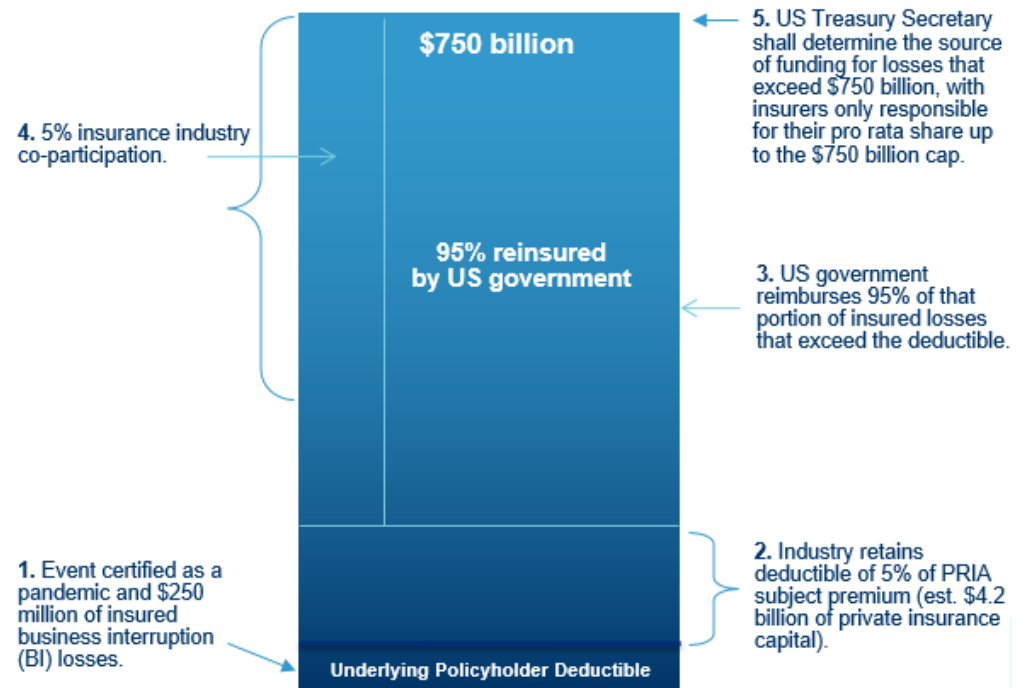 $750 billion
5. US Treasury Secretary
shall determine the source
of funding for losses that
exceed $750 billion, with
insurers only responsible
for their pro rata share up
to the $750 billion cap.
4. 5% insurance industry
co-participation.
95% reinsured
by US government
3. US government
reimburses 95% of that
portion of insured losses
that exceed the deductible.
1. Event certified as a
pandemic and $250
million of insured
business interruption
(BI) losses.
2. Industry retains
deductible of 5% of PRIA
subject premium (est. $4.2
billion of private insurance
capital).
Underlying Policyholder Deductible